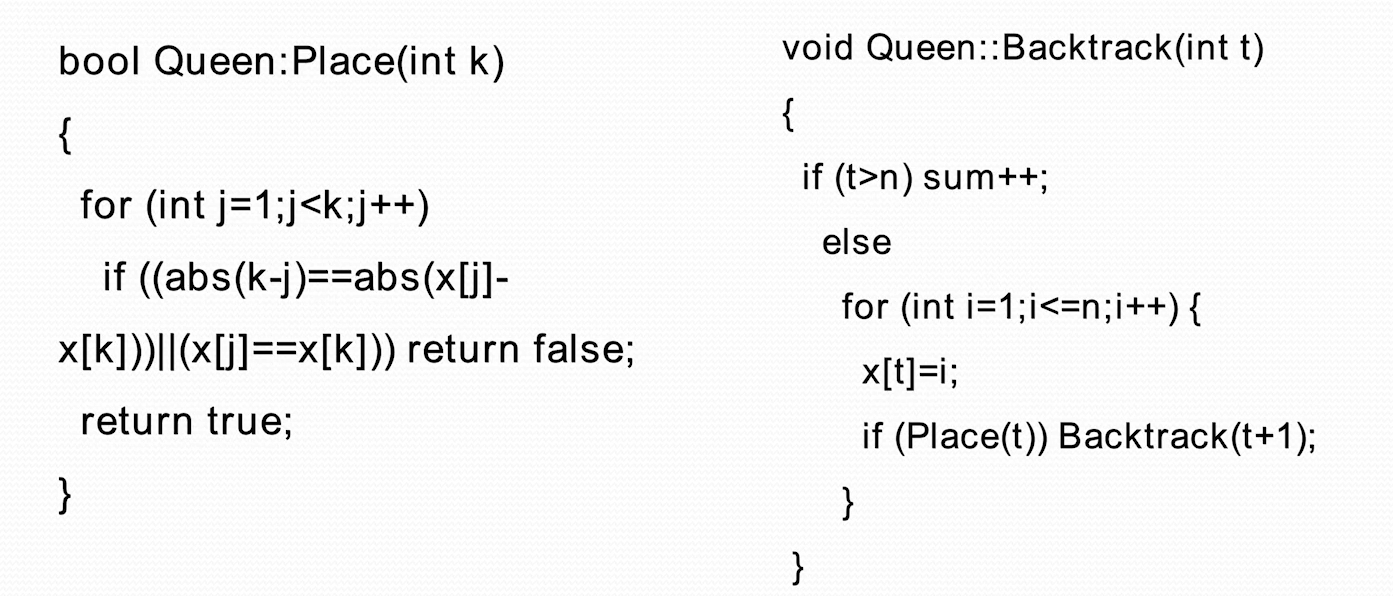 bool Queen:Place(int k)
{
for (int j=1;j<k;j++)
if ((abs(k-j)==abs(x[j]-
x[k]))||(x[j]==x[k])) return false;
return true;
}
void Queen::Backtrack(int t)
{
if (t>n) sum++;
else
for (int i=1;i<=n;i++) {
x[t]=i;
if (Place(t)) Backtrack(t+1);
}
}